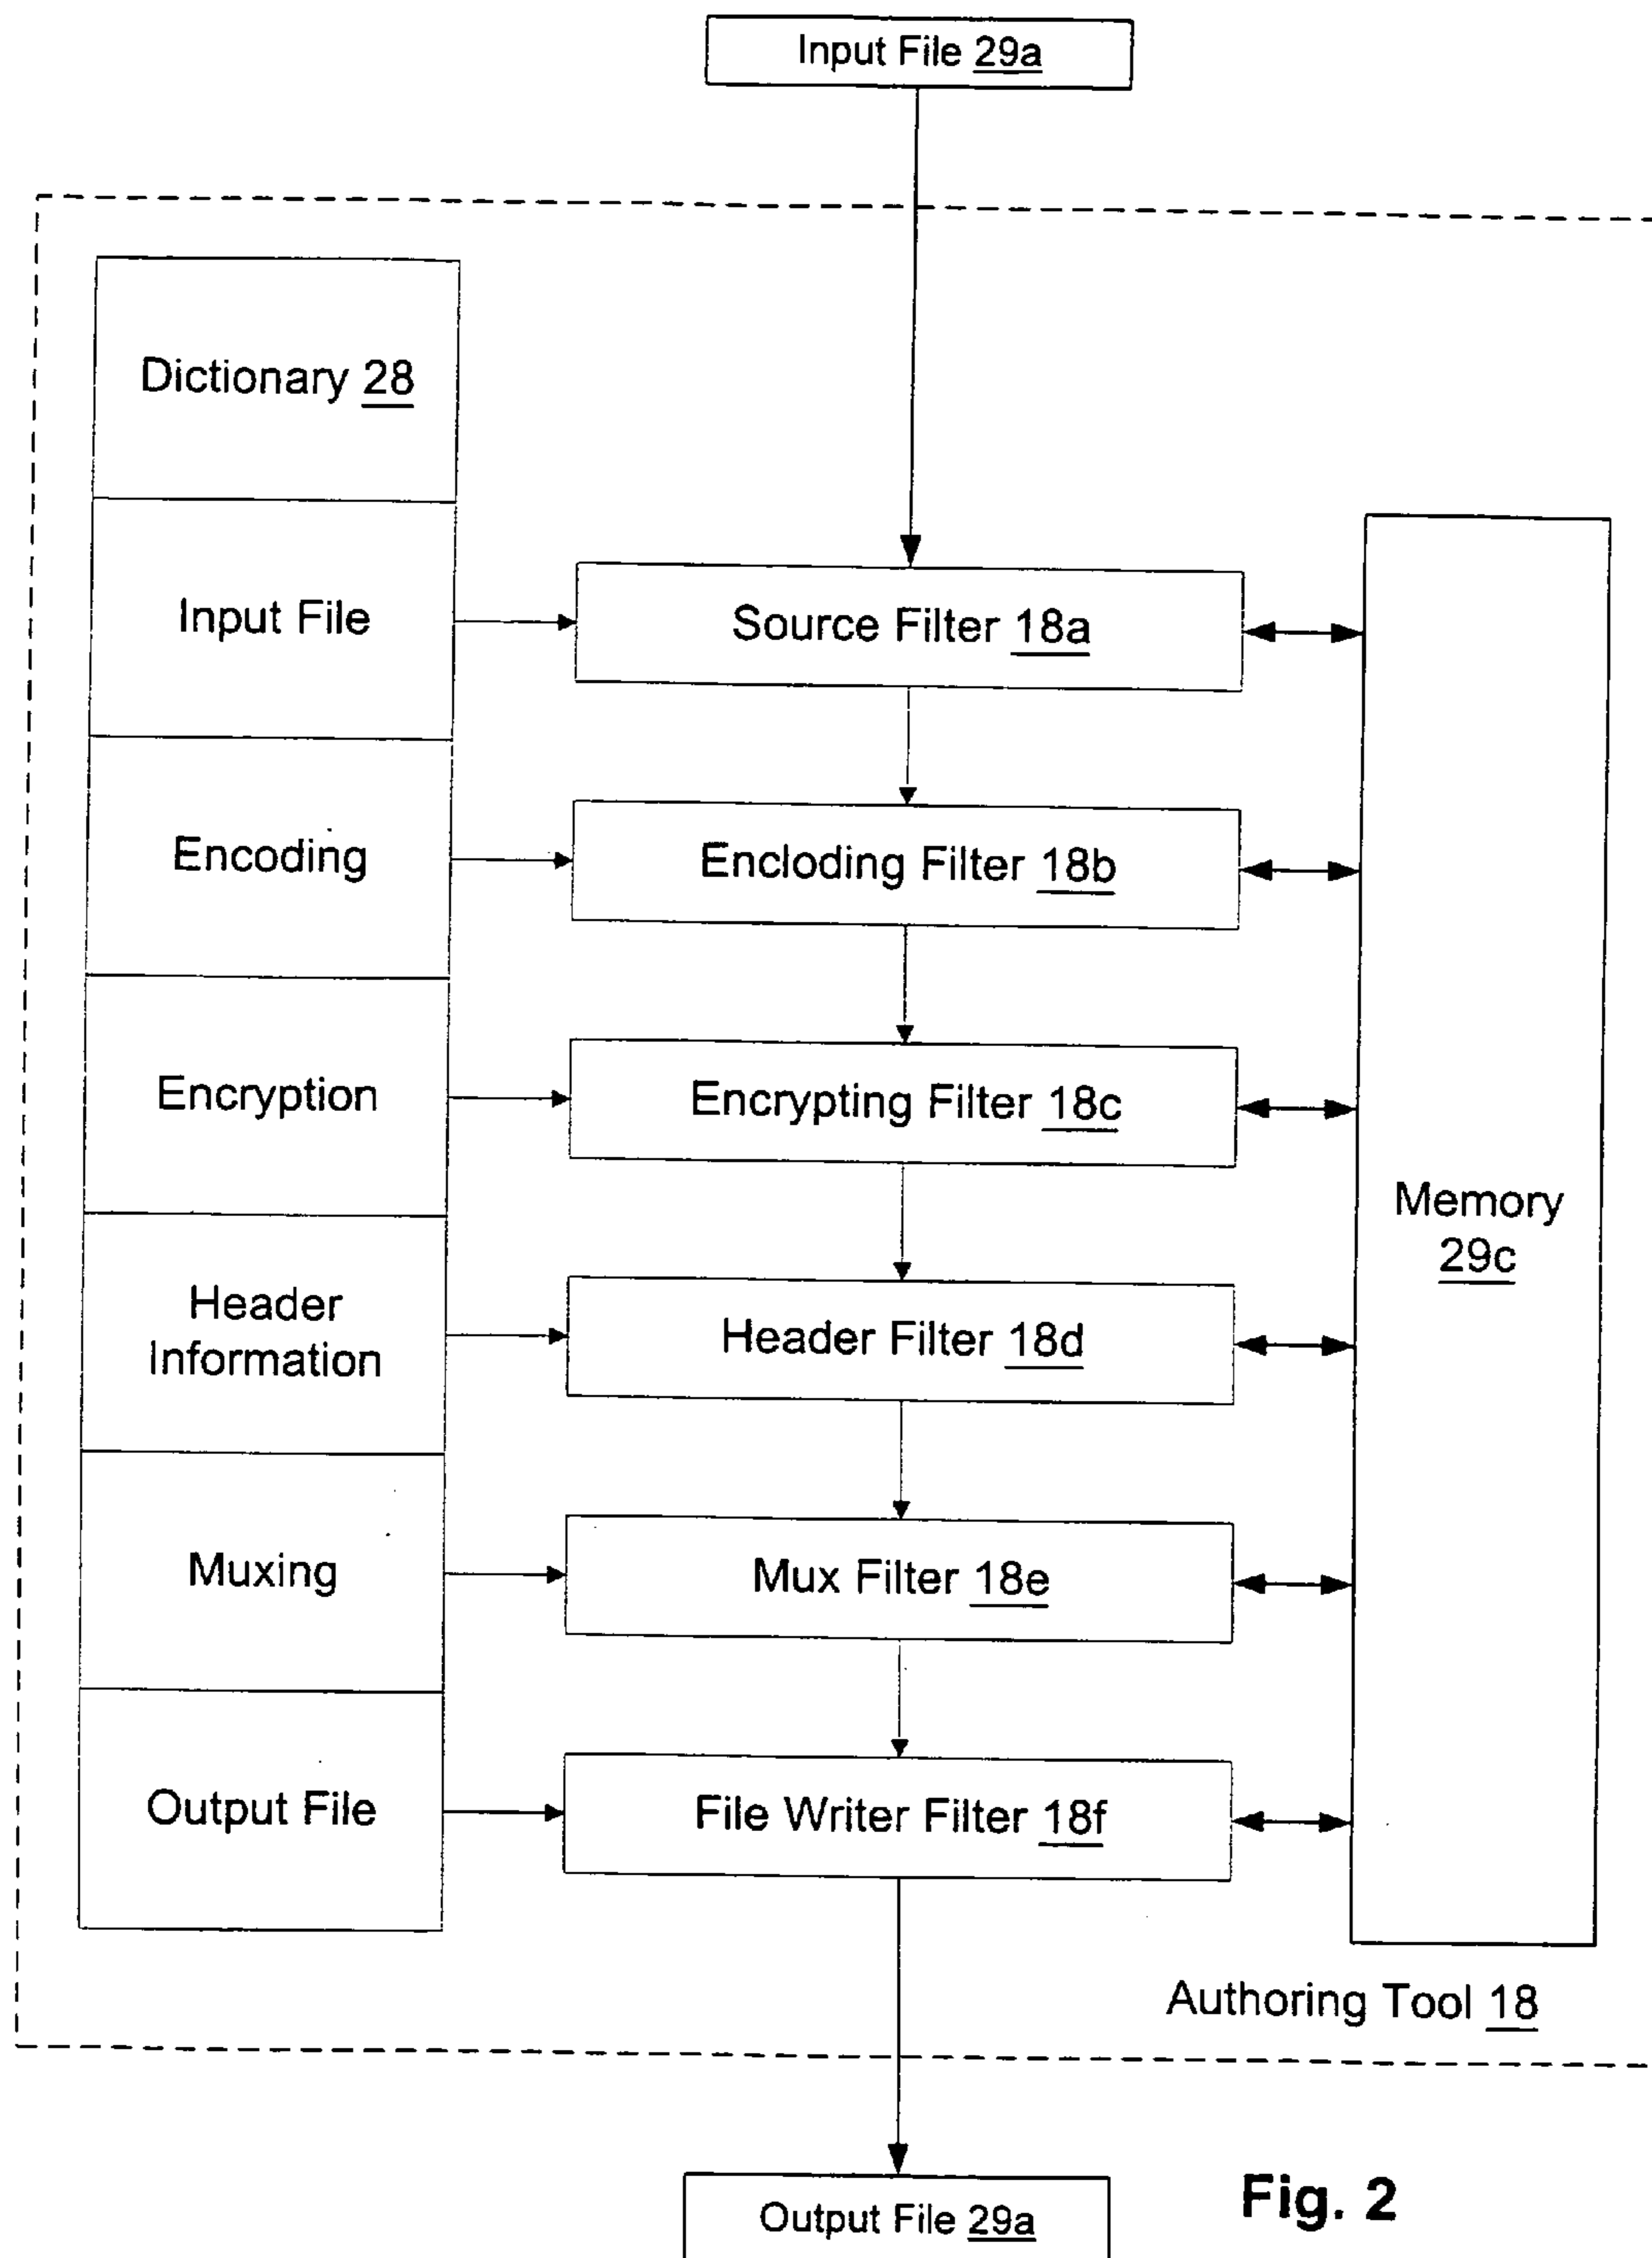 Input File 29a
Dictionary 28
Input File
Source Filter 18a
Encoding
Encloding Filter 18b
Encryption
Encrypting Filter 18c
Memory
29c
Header
Information
Header Filter 18d
Muxing
Mux Filter 18e
Output File
File Writer Filter 18f
Authoring Tool 18
Output File 29a
Fig. 2